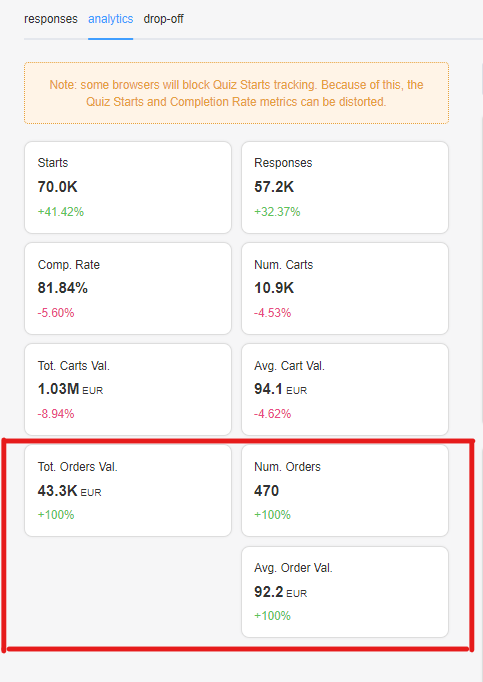 responses analytics drop-off
Note: some browsers will block Quiz Starts tracking. Because of this, the
Quiz Starts and Completion Rate metrics can be distorted.
Starts
70.0K
+41.42%
Responses
57.2K
+32.37%
Comp. Rate
81.84%
-5.60%
Num. Carts
10.9K
-4.53%
Tot. Carts Val.
1.03M EUR
-8.94%
Avg. Cart Val.
94.1 EUR
-4.62%
Tot. Orders Val.
43.3K EUR
+100%
Num. Orders
470
+100%
Avg. Order Val.
92.2 EUR
+100%